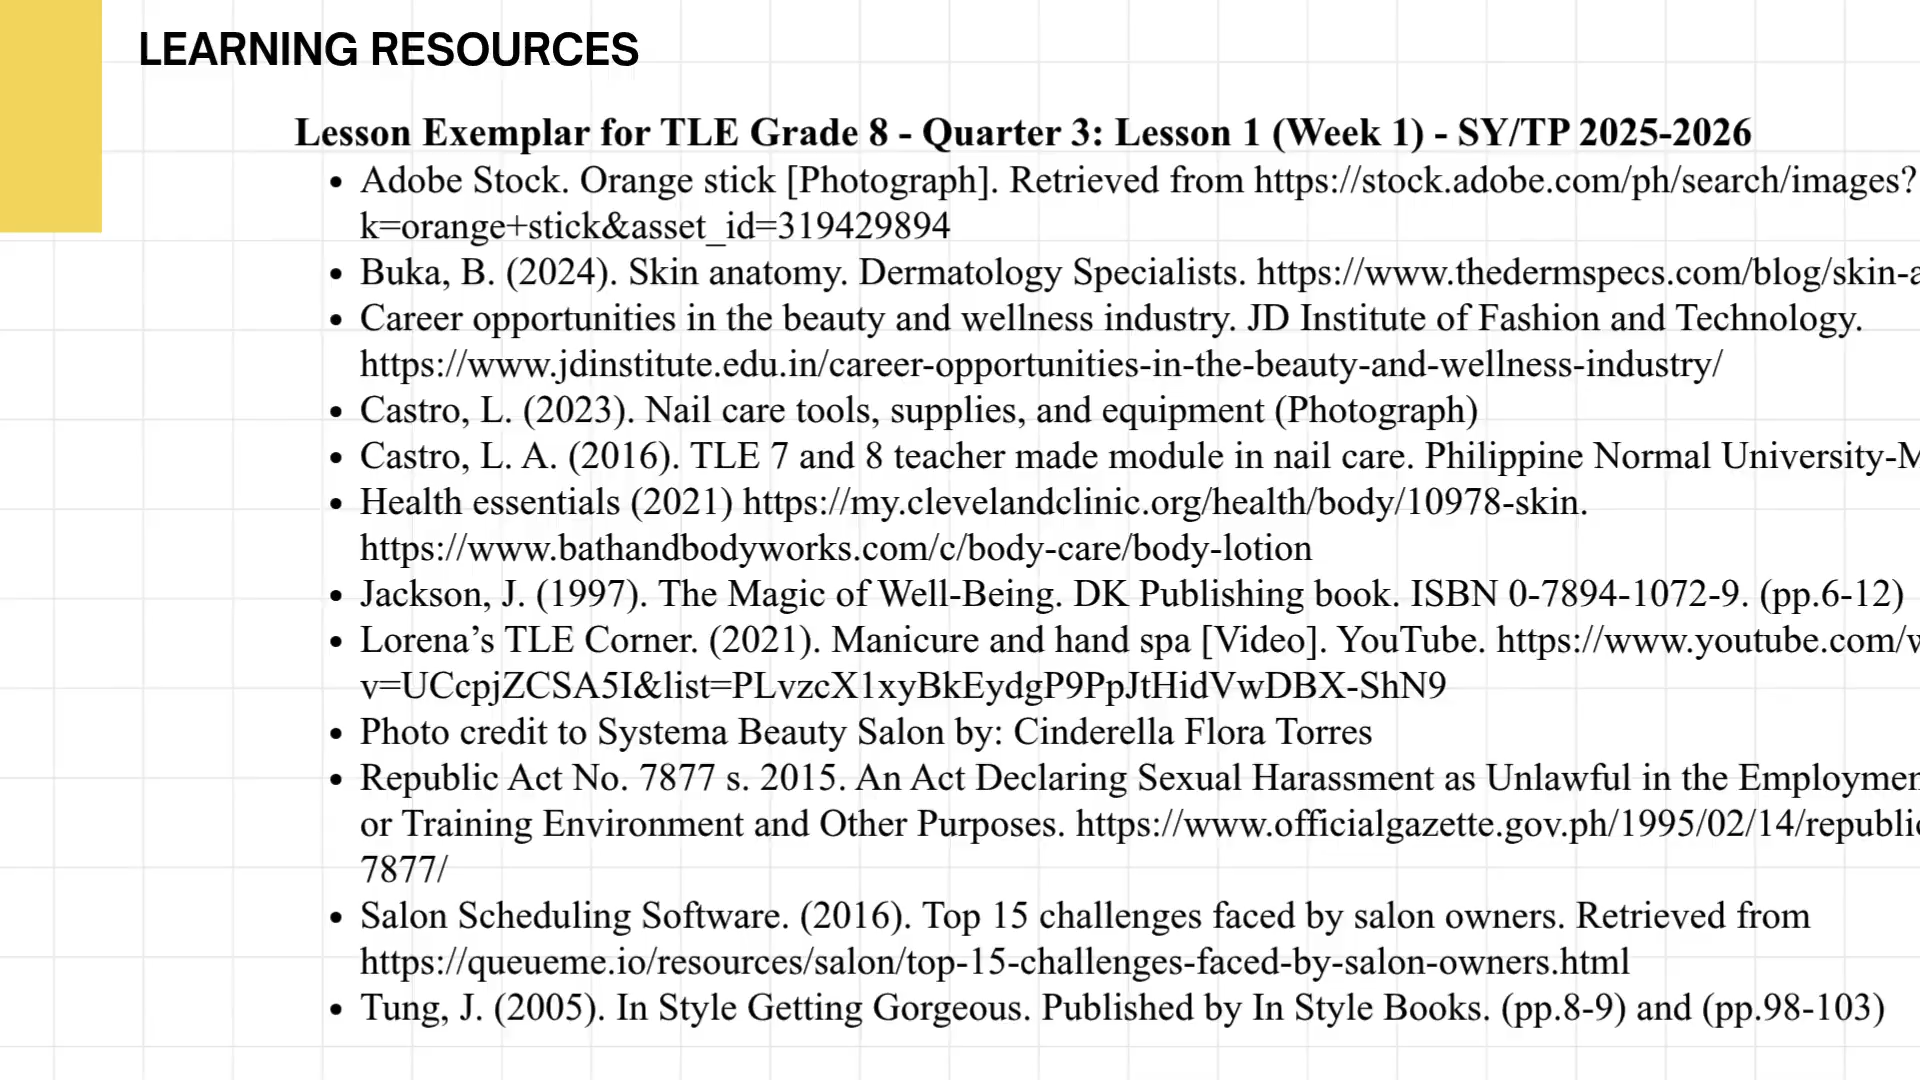 LEARNING RESOURCES
Lesson Exemplar for TLE Grade 8 - Quarter 3: Lesson 1 (Week 1) - SY/TP 2025-2026
• Adobe Stock. Orange stick [Photograph]. Retrieved from https://stock.adobe.com/ph/search/images?
k=orange+stick&asset_id=319429894
• Buka, B. (2024). Skin anatomy. Dermatology Specialists. https://www.thedermspecs.com/blog/skin-a
• Career opportunities in the beauty and wellness industry. JD Institute of Fashion and Technology.
https://www.jdinstitute.edu.in/career-opportunities-in-the-beauty-and-wellness-industry/
• Castro, L. (2023). Nail care tools, supplies, and equipment (Photograph)
• Castro, L. A. (2016). TLE 7 and 8 teacher made module in nail care. Philippine Normal University-M
• Health essentials (2021) https://my.clevelandclinic.org/health/body/10978-skin.
https://www.bathandbodyworks.com/c/body-care/body-lotion
• Jackson, J. (1997). The Magic of Well-Being. DK Publishing book. ISBN 0-7894-1072-9. (pp.6-12)
• Lorena’s TLE Corner. (2021). Manicure and hand spa [Video]. YouTube. https://www.youtube.com/w
v=UCcpjZCSA5I&list=PLvzcX1xyBkEydgP9PpJtHidVwDBX-ShN9
• Photo credit to Systema Beauty Salon by: Cinderella Flora Torres
• Republic Act No. 7877 s. 2015. An Act Declaring Sexual Harassment as Unlawful in the Employmen
or Training Environment and Other Purposes. https://www.officialgazette.gov.ph/1995/02/14/republic
7877/
• Salon Scheduling Software. (2016). Top 15 challenges faced by salon owners. Retrieved from
https://queueme.io/resources/salon/top-15-challenges-faced-by-salon-owners.html
• Tung, J. (2005). In Style Getting Gorgeous. Published by In Style Books. (pp.8-9) and (pp.98-103)